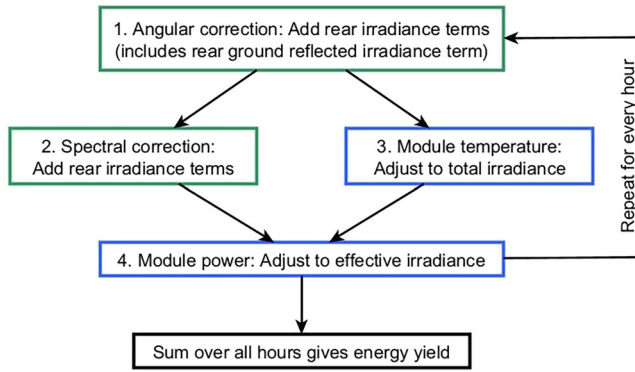 1. Angular correction: Add rear irradiance terms
(includes rear ground reflected irradiance term)
2. Spectral correction:
Add rear irradiance terms
3. Module temperature:
Adjust to total irradiance
Repeat for every hour
4. Module power: Adjust to effective irradiance
Sum over all hours gives energy yield